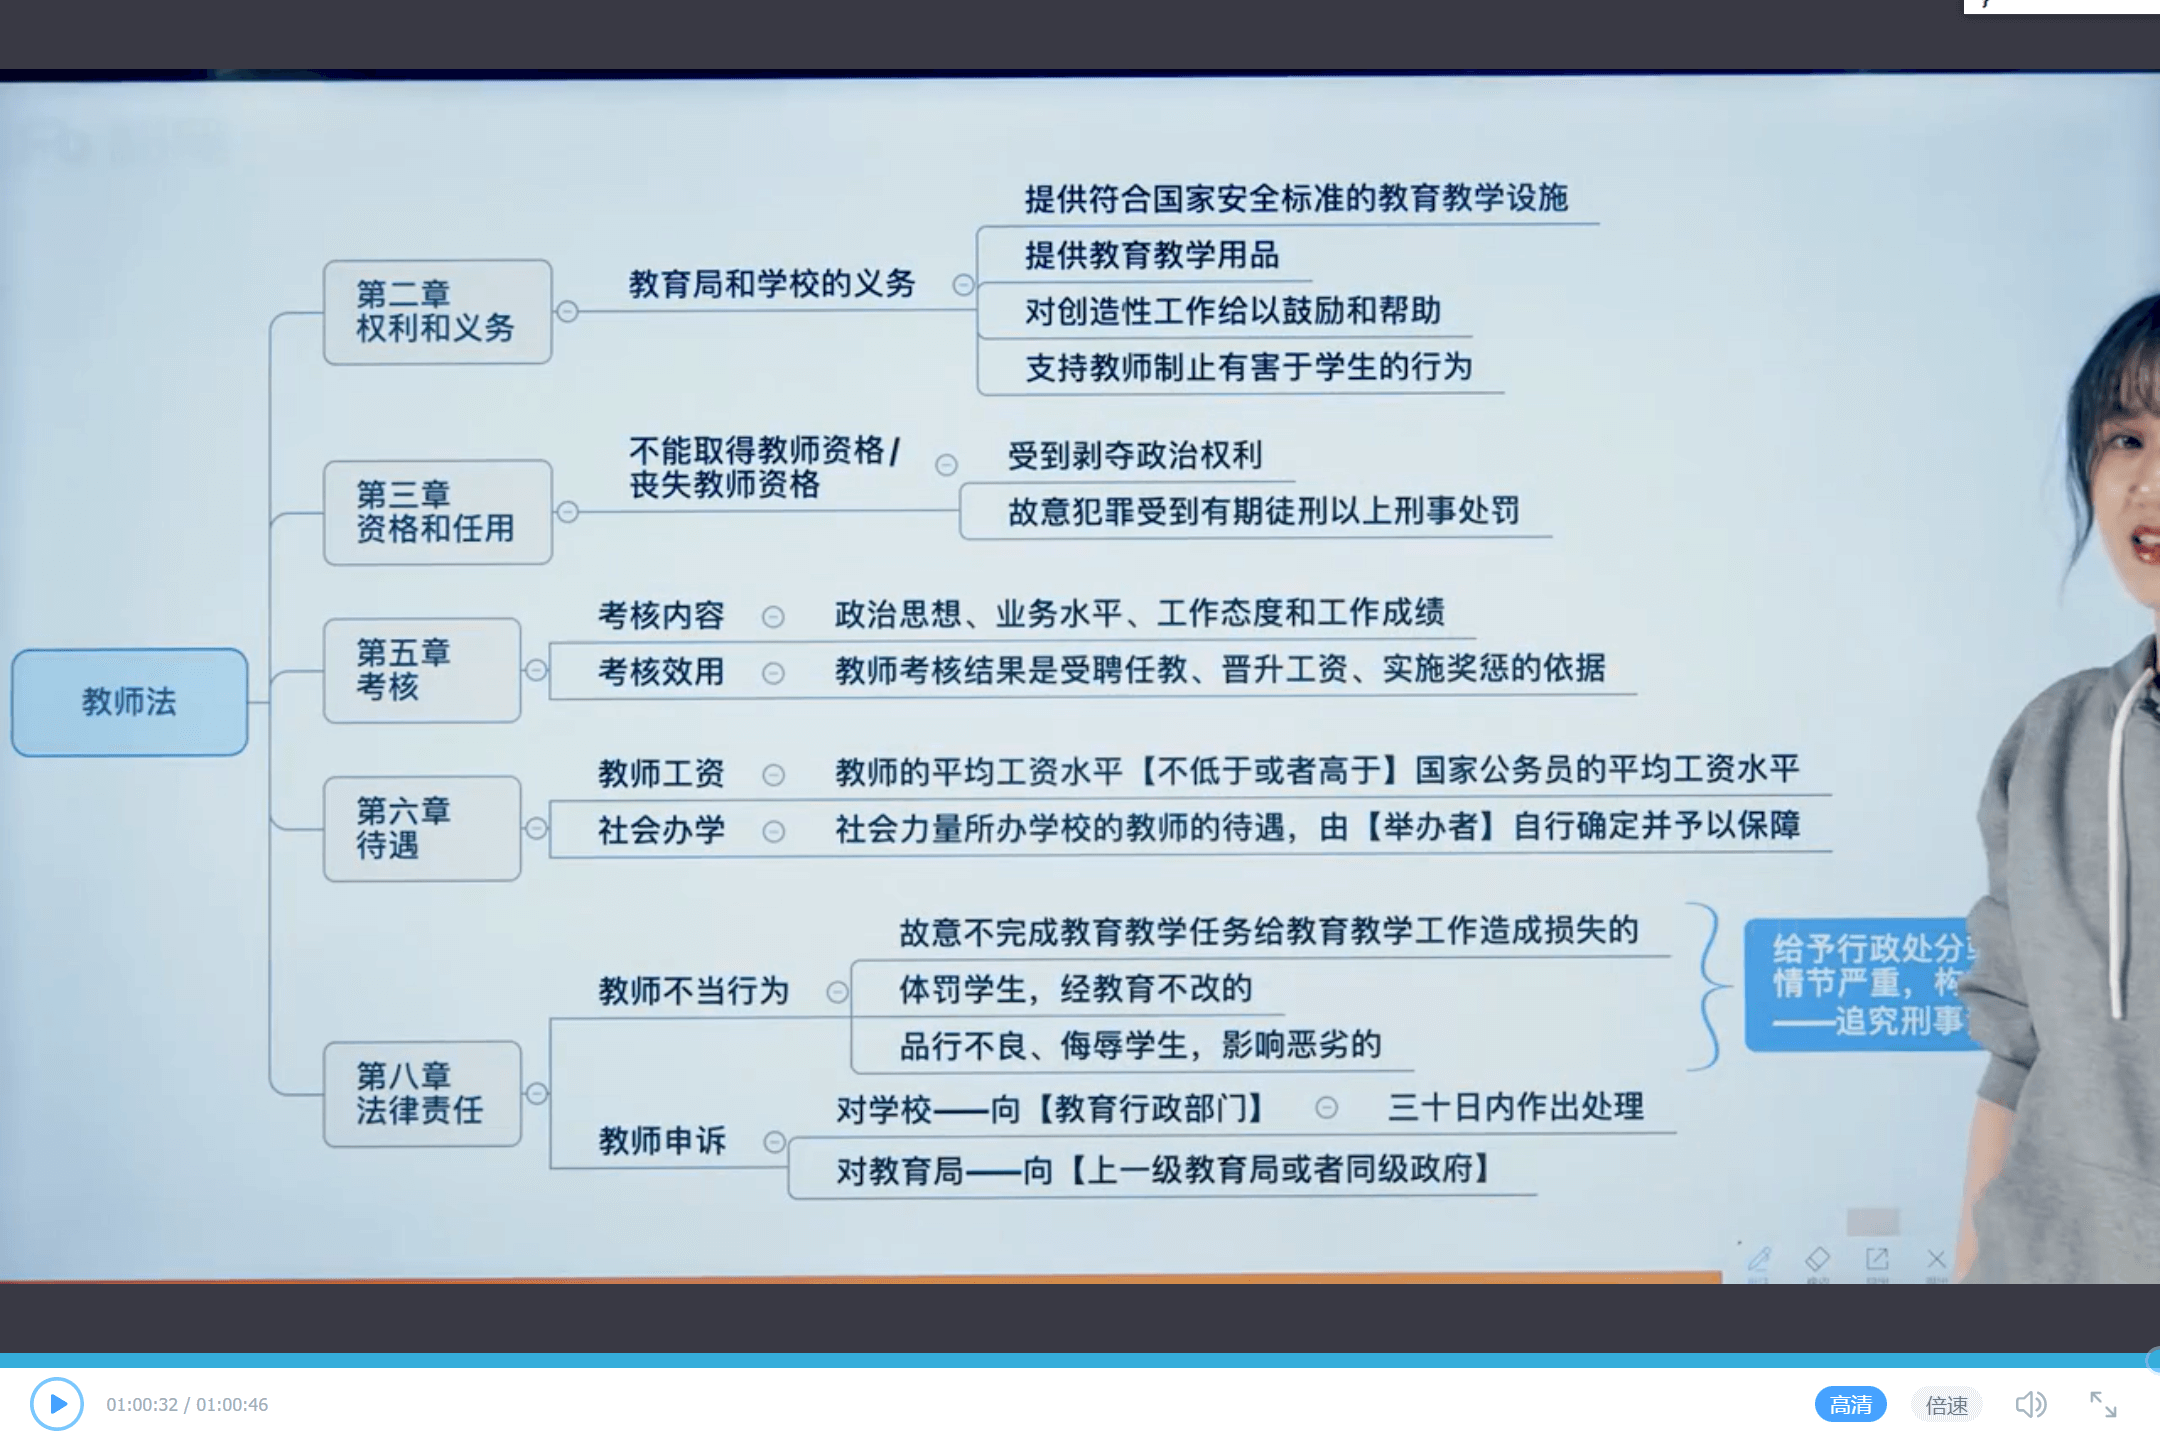 提供符合国家安全标准的教育教学设施
提供教育教学用品
教育局和学校的义务
对创造性工作给以鼓励和帮助
支持教师制止有害于学生的行为
第二章
权利和义务
不能取得教师资格/
丧失教师资格
受到剥夺政治权利
故意犯罪受到有期徒刑以上刑事处罚
第三章
资格和任用
考核内容
政治思想、业务水平、工作态度和工作成绩
考核效用
教师考核结果是受聘任教、晋升工资、实施奖惩的依据
第五章
考核
教师法
教师工资
教师的平均工资水平【不低于或者高于】国家公务员的平均工资水平
社会办学
社会力量所办学校的教师的待遇，由【举办者】自行确定并予以保障
第六章
待遇
故意不完成教育教学任务给教育教学工作造成损失的
教师不当行为
体罚学生，经教育不改的
品行不良、侮辱学生，影响恶劣的
给予行政处分
情节严重，构
——追究刑事
第八章
法律责任
对学校——向【教育行政部门】
三十日内作出处理
教师申诉
对教育局——向【上一级教育局或者同级政府】
01:00:32 / 01:00:46
高清
倍速